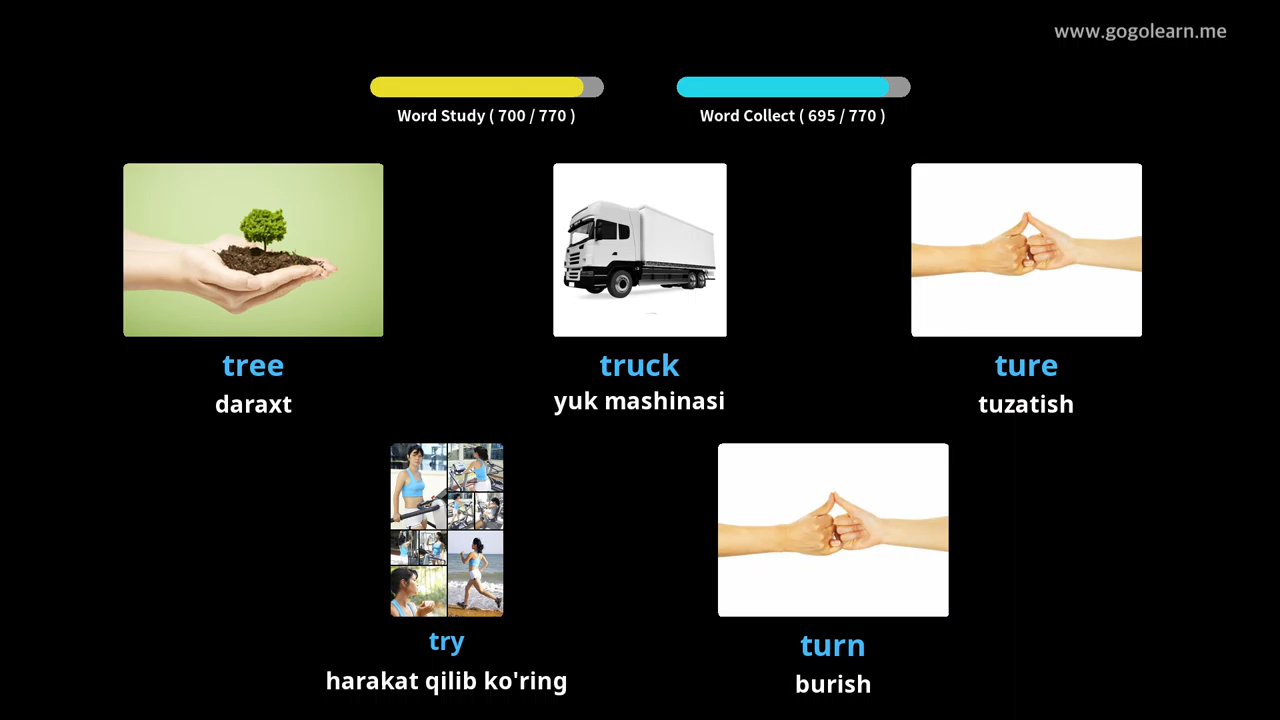 www.gogolearn.me
Word Study ( 700 / 770 )
Word Collect ( 695 / 770 )
tree
daraxt
truck
yuk mashinasi
ture
tuzatish
try
harakat qilib ko'ring
turn
burish